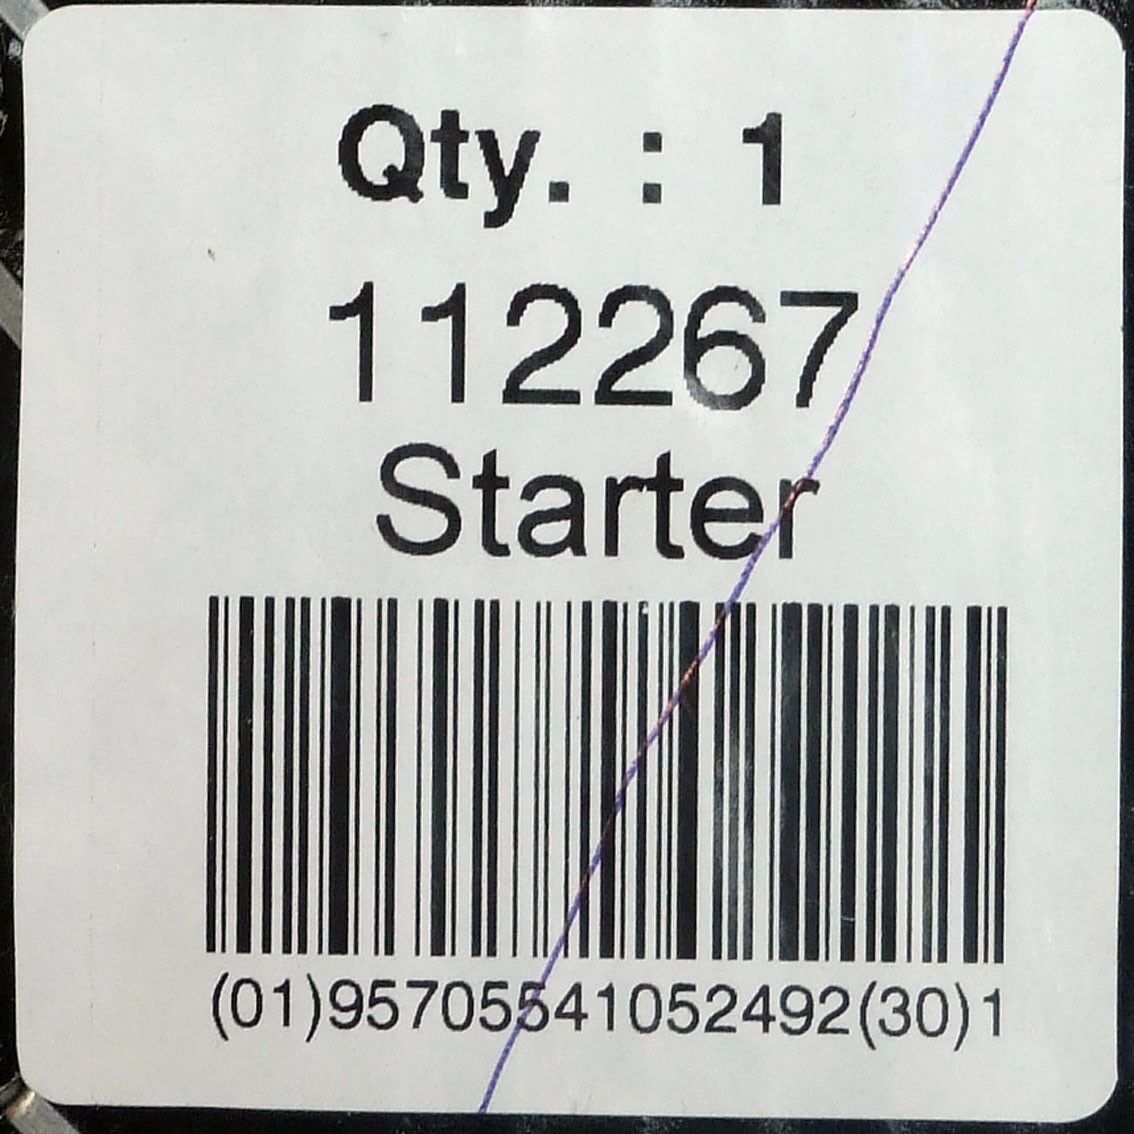 Qty. : 1
112267
Starter
(01)95705541052492(30)1